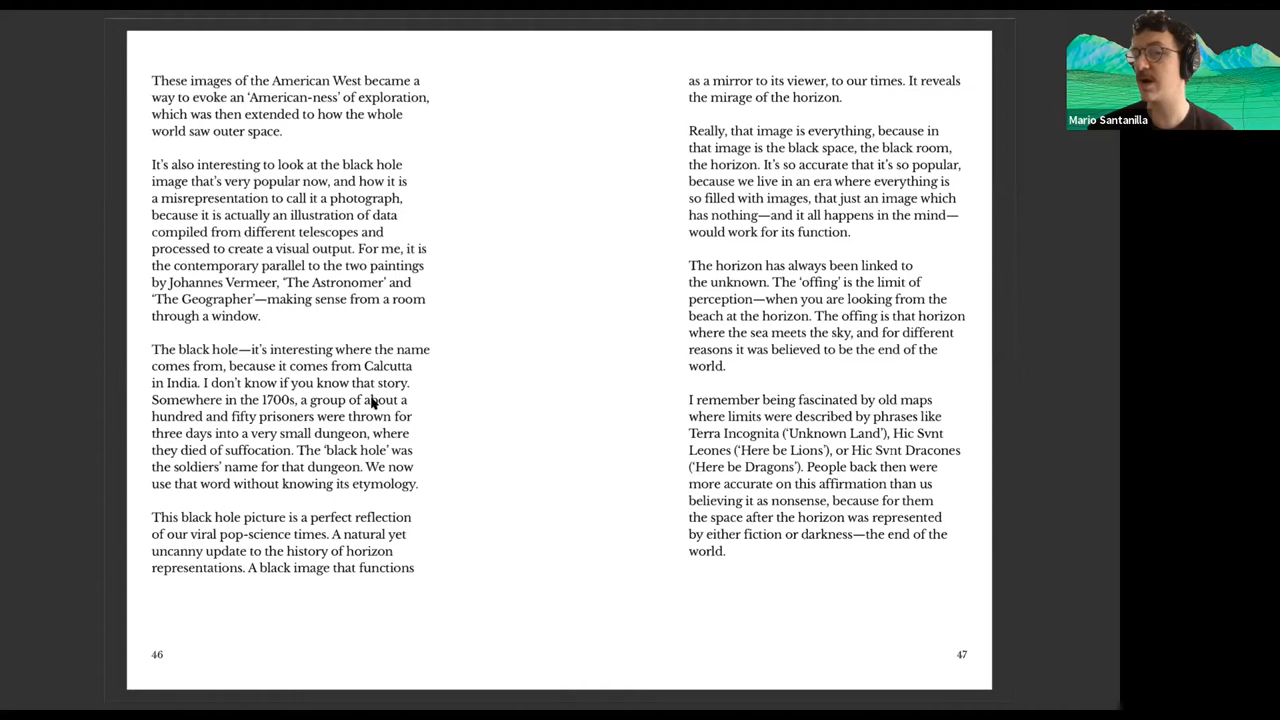 These images of the American West became a
way to evoke an ‘American-ness’ of exploration,
which was then extended to how the whole
world saw outer space.
It’s also interesting to look at the black hole
image that’s very popular now, and how it is
a misrepresentation to call it a photograph,
because it is actually an illustration of data
compiled from different telescopes and
processed to create a visual output. For me, it is
the contemporary parallel to the two paintings
by Johannes Vermeer, ‘The Astronomer’ and
‘The Geographer’—making sense from a room
through a window.
The black hole—it’s interesting where the name
comes from, because it comes from Calcutta
in India. I don’t know if you know that story.
Somewhere in the 1700s, a group of about a
hundred and fifty prisoners were thrown for
three days into a very small dungeon, where
they died of suffocation. The ‘black hole’ was
the soldiers’ name for that dungeon. We now
use that word without knowing its etymology.
This black hole picture is a perfect reflection
of our viral pop-science times. A natural yet
uncanny update to the history of horizon
representations. A black image that functions
46
as a mirror to its viewer, to our times. It reveals
the mirage of the horizon.
Really, that image is everything, because in
that image is the black space, the black room,
the horizon. It’s so accurate that it’s so popular,
because we live in an era where everything is
so filled with images, that just an image which
has nothing—and it all happens in the mind—
would work for its function.
The horizon has always been linked to
the unknown. The ‘offing’ is the limit of
perception—when you are looking from the
beach at the horizon. The offing is that horizon
where the sea meets the sky, and for different
reasons it was believed to be the end of the
world.
I remember being fascinated by old maps
where limits were described by phrases like
Terra Incognita (‘Unknown Land’), Hic Svnt
Leones (‘Here be Lions’), or Hic Svnt Dracones
(‘Here be Dragons’). People back then were
more accurate on this affirmation than us
believing it as nonsense, because for them
the space after the horizon was represented
by either fiction or darkness—the end of the
world.
47
Mario Santanilla